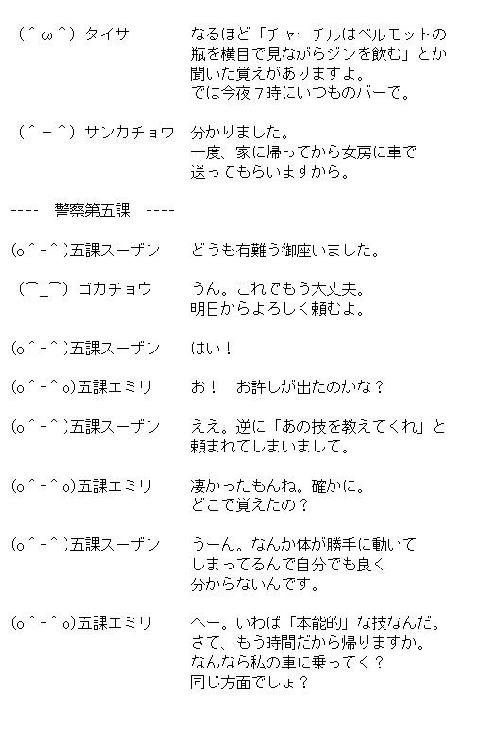 （＾ω＾）タイサ　なるほど「チャーチルはベルモットの
瓶を横目で見ながらジンを飲む」とか
聞いた覚えがありますよ。
では今夜７時にいつものバーで。
（＾－＾）サンカチョウ　分かりました。
一度、家に帰ってから女房に車で
送ってもらいますから。
----　警察第五課　----
(o＾-＾)五課スーザン　どうも有難う御座いました。
（⌒_⌒）ゴカチョウ　うん。これでもう大丈夫。
明日からよろしく頼むよ。
(o＾-＾)五課スーザン　はい！
(o＾-＾o)五課エミリ　お！　お許しが出たのかな？
(o＾-＾)五課スーザン　ええ。逆に「あの技を教えてくれ」と
頼まれてしまいまして。
(o＾-＾o)五課エミリ　凄かったもんね。確かに。
どこで覚えたの？
(o＾-＾)五課スーザン　うーん。なんか体が勝手に動いて
しまってるんで自分でも良く
分からないんです。
(o＾-＾o)五課エミリ　へー。いわば「本能的」な技なんだ。
さて、もう時間だから帰りますか。
なんなら私の車に乗ってく？
同じ方面でしょ？